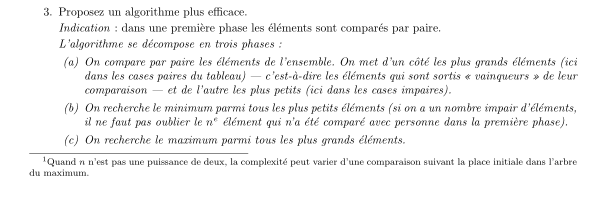 3. Proposez un algorithme plus efficace.
Indication : dans une première phase les éléments sont comparés par paire.
L'algorithme se décompose en trois phases :
(a) On compare par paire les éléments de l'ensemble. On met d'un côté les plus grands éléments (ici
dans les cases paires du tableau) — c'est-à-dire les éléments qui sont sortis « vainqueurs » de leur
comparaison — et de l'autre les plus petits (ici dans les cases impaires).
(b) On recherche le minimum parmi tous les plus petits éléments (si on a un nombre impair d'éléments,
il ne faut pas oublier le nᵉ élément qui n'a été comparé avec personne dans la première phase).
(c) On recherche le maximum parmi tous les plus grands éléments.
¹Quand n n'est pas une puissance de deux, la complexité peut varier d'une comparaison suivant la place initiale dans l'arbre
du maximum.